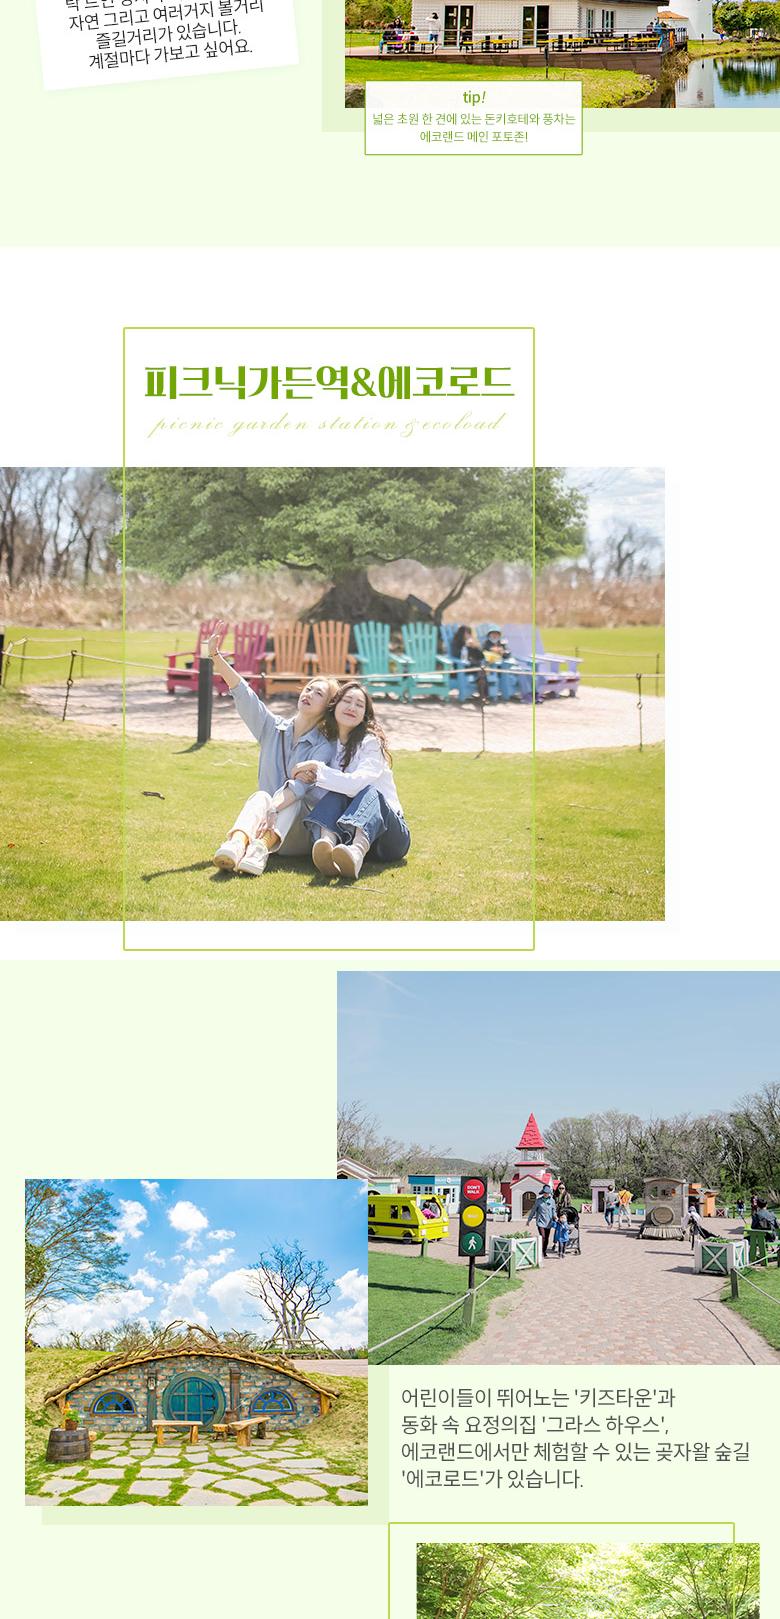 자연 그리고 여러거지 볼거리
즐길거리가 있습니다.
계절마다 가보고 싶어요.
tip!
넓은 초원 한 견에 있는 돈키호테와 풍차는
에코랜드 메인 포토존!
피크닉가든역&에코로드
picnic garden station & ecoload
DON'T
WALK
어린이들이 뛰어노는 '키즈타운'과
동화 속 요정의집 '그라스 하우스',
에코랜드에서만 체험할 수 있는 곶자왈 숲길
'에코로드'가 있습니다.